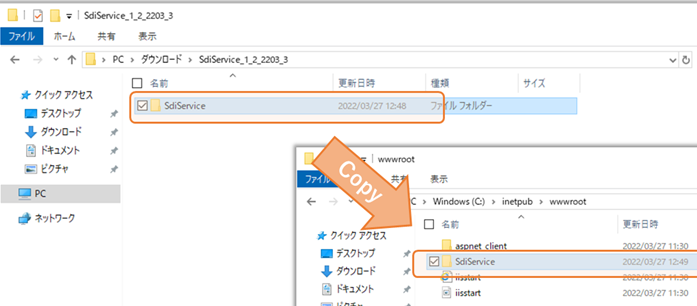 SdiService_1_2_2203_3
ファイル ホーム 共有 表示
PC ダウンロード SdiService_1_2_2203_3
名前 更新日時 種類 サイズ
クイック アクセス
SdiService 2022/03/27 12:48 ファイル フォルダー
デスクトップ
ダウンロード
ドキュメント
ピクチャ
PC
ネットワーク
Copy
wwwroot
共有 表示
Windows (C:) inetpub wwwroot
名前 更新日時
クイック アクセス
aspnet_client 2022/03/27 11:30
デスクトップ
SdiService 2022/03/27 12:49
ダウンロード
iisstart 2022/03/27 11:30
ドキュメント
iisstart 2022/03/27 11:30